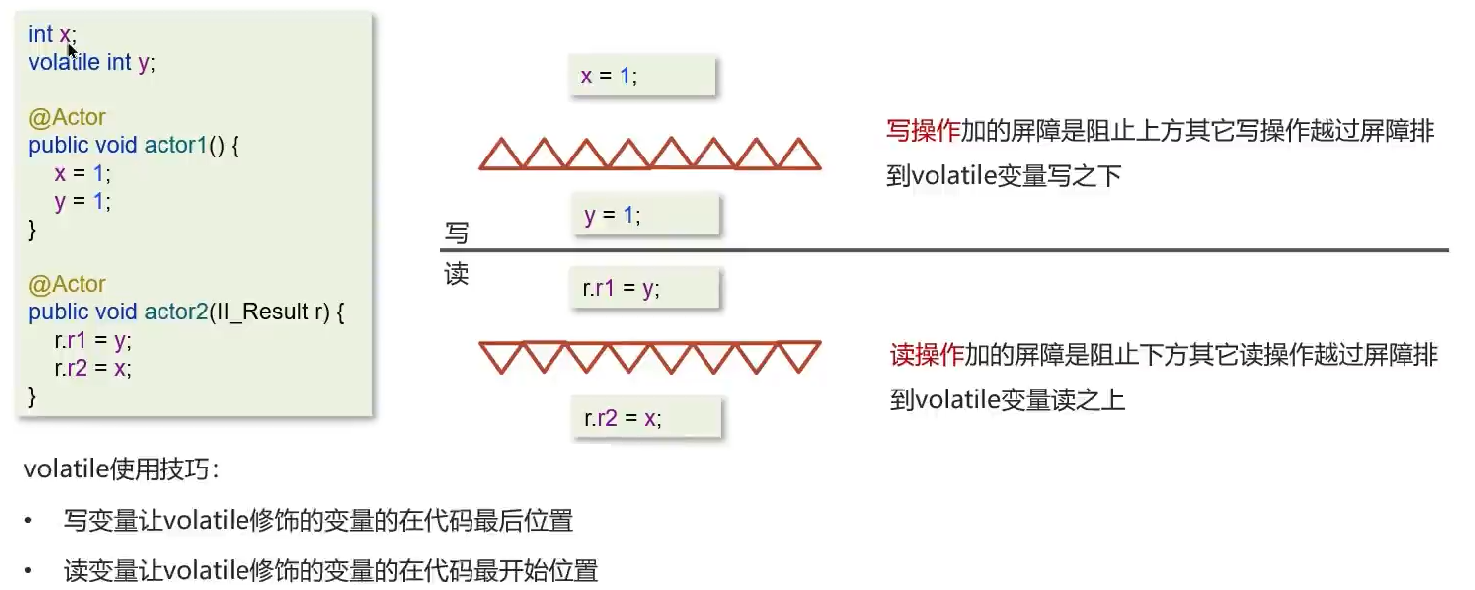 int x;
volatile int y;
@Actor
public void actor1() {
x = 1;
y = 1;
}
@Actor
public void actor2(II_Result r) {
r.r1 = y;
r.r2 = x;
}
x = 1;
y = 1;
写
读
r.r1 = y;
r.r2 = x;
写操作加的屏障是阻止上方其它写操作越过屏障排
到volatile变量写之下
读操作加的屏障是阻止下方其它读操作越过屏障排
到volatile变量读之上
volatile使用技巧：
• 写变量让volatile修饰的变量的在代码最后位置
• 读变量让volatile修饰的变量的在代码最开始位置